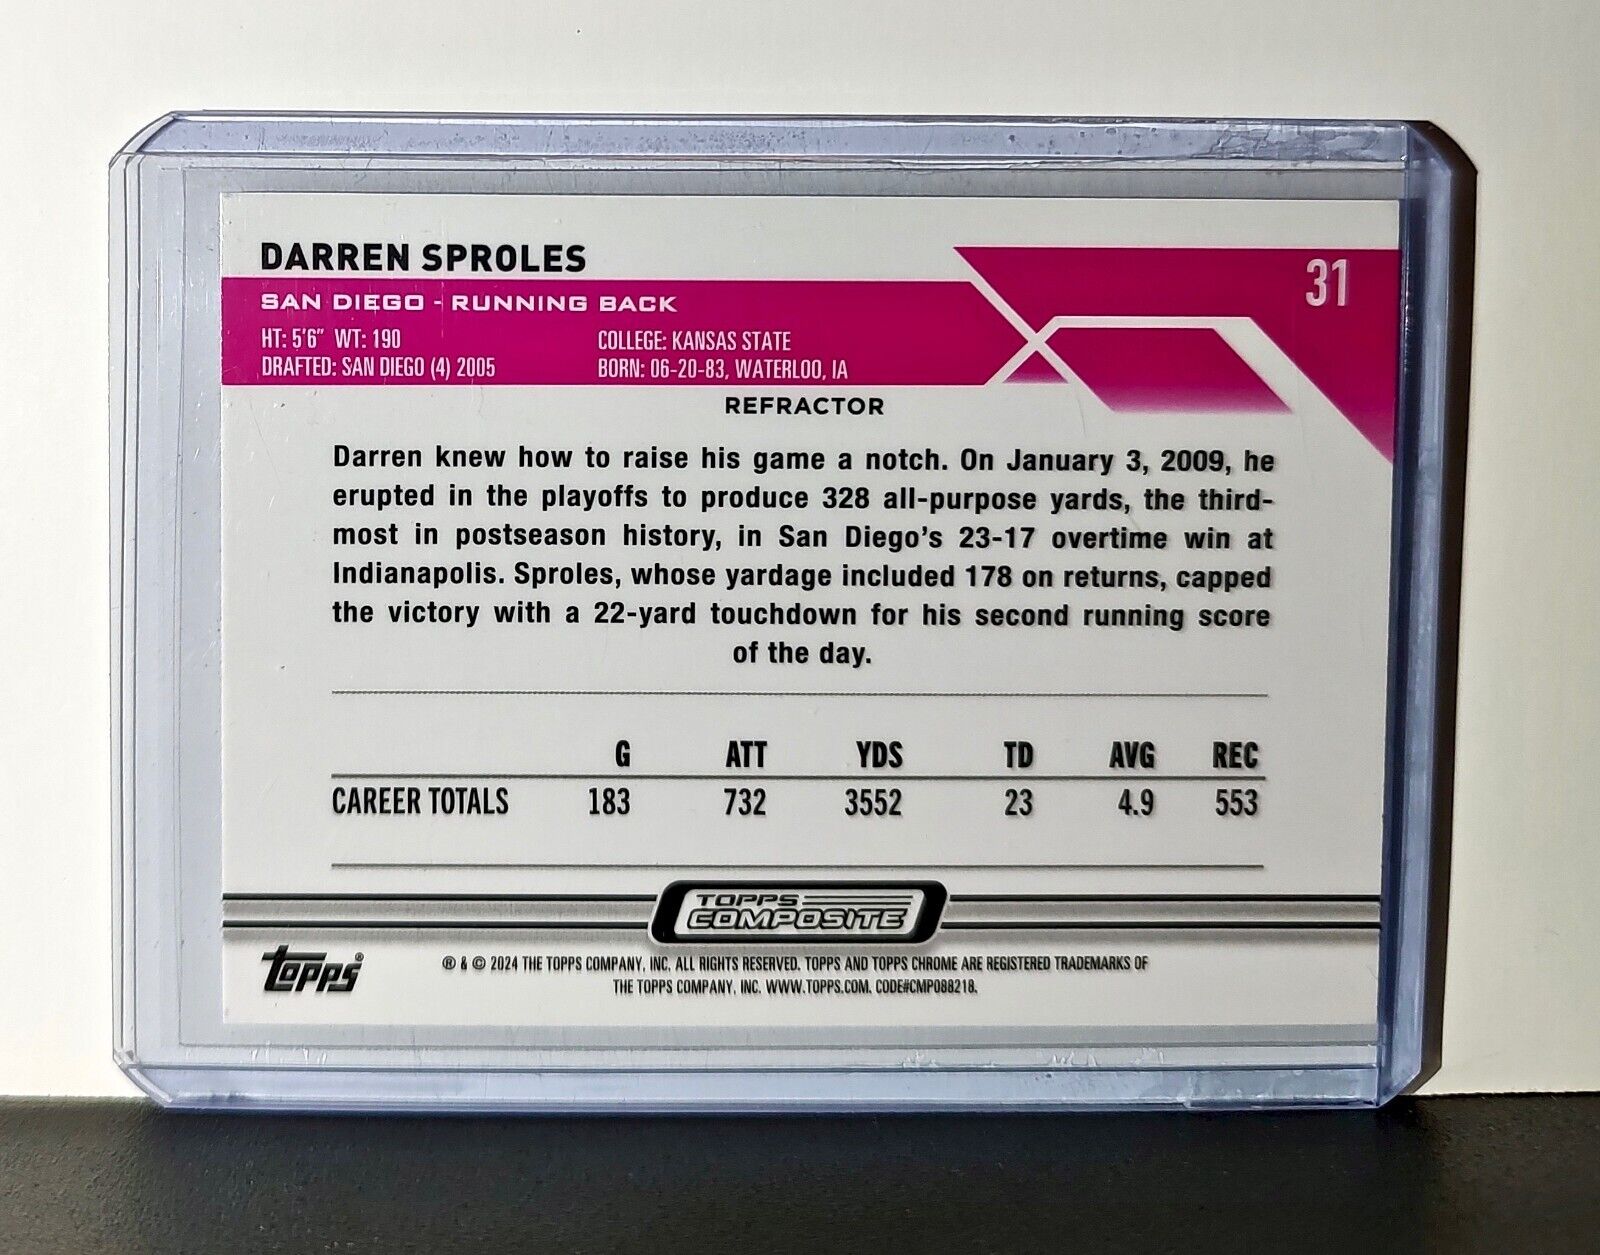 DARREN SPROLES
31
SAN DIEGO - RUNNING BACK
HT: 5'6" WT: 190 COLLEGE: KANSAS STATE
DRAFTED: SAN DIEGO (4) 2005 BORN: 06-20-83, WATERLOO, IA
REFRACTOR
Darren knew how to raise his game a notch. On January 3, 2009, he
erupted in the playoffs to produce 328 all-purpose yards, the third-
most in postseason history, in San Diego's 23-17 overtime win at
Indianapolis. Sproles, whose yardage included 178 on returns, capped
the victory with a 22-yard touchdown for his second running score
of the day.
G ATT YDS TD AVG REC
CAREER TOTALS 183 732 3552 23 4.9 553
TOPPS
COMPOSITE
topps®
® & © 2024 THE TOPPS COMPANY, INC. ALL RIGHTS RESERVED. TOPPS AND TOPPS CHROME ARE REGISTERED TRADEMARKS OF
THE TOPPS COMPANY, INC. WWW.TOPPS.COM. CODE#CMP088218.